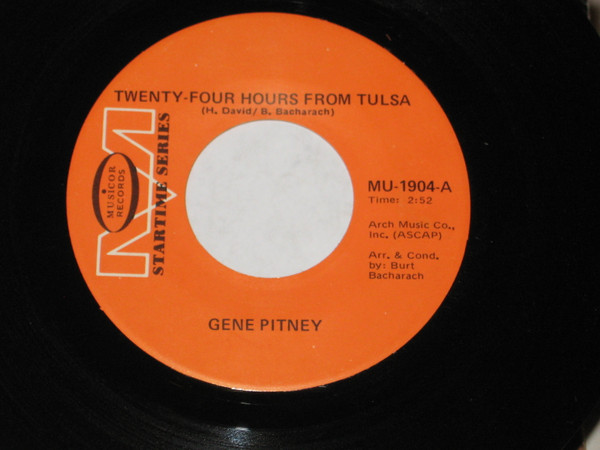 TWENTY-FOUR HOURS FROM TULSA
(H. David/ B. Bacharach)
MUSICOR
RECORDS
STARTIME SERIES
MU-1904-A
Time: 2:52
Arch Music Co.,
Inc. (ASCAP)
Arr. & Cond.
by: Burt
Bacharach
GENE PITNEY